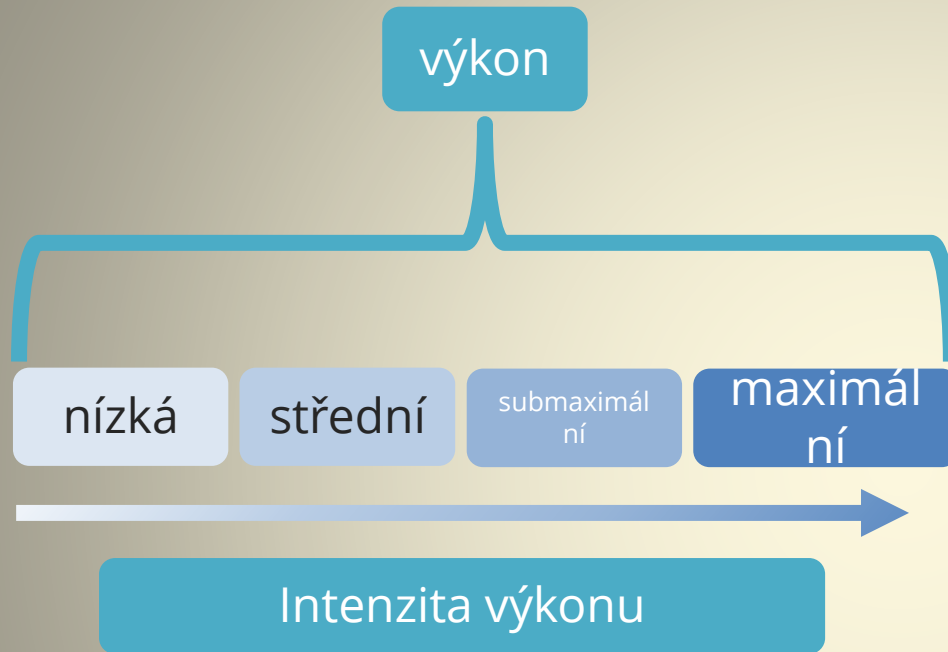 výkon
nízká
střední
submaximál
ní
maximál
ní
Intenzita výkonu